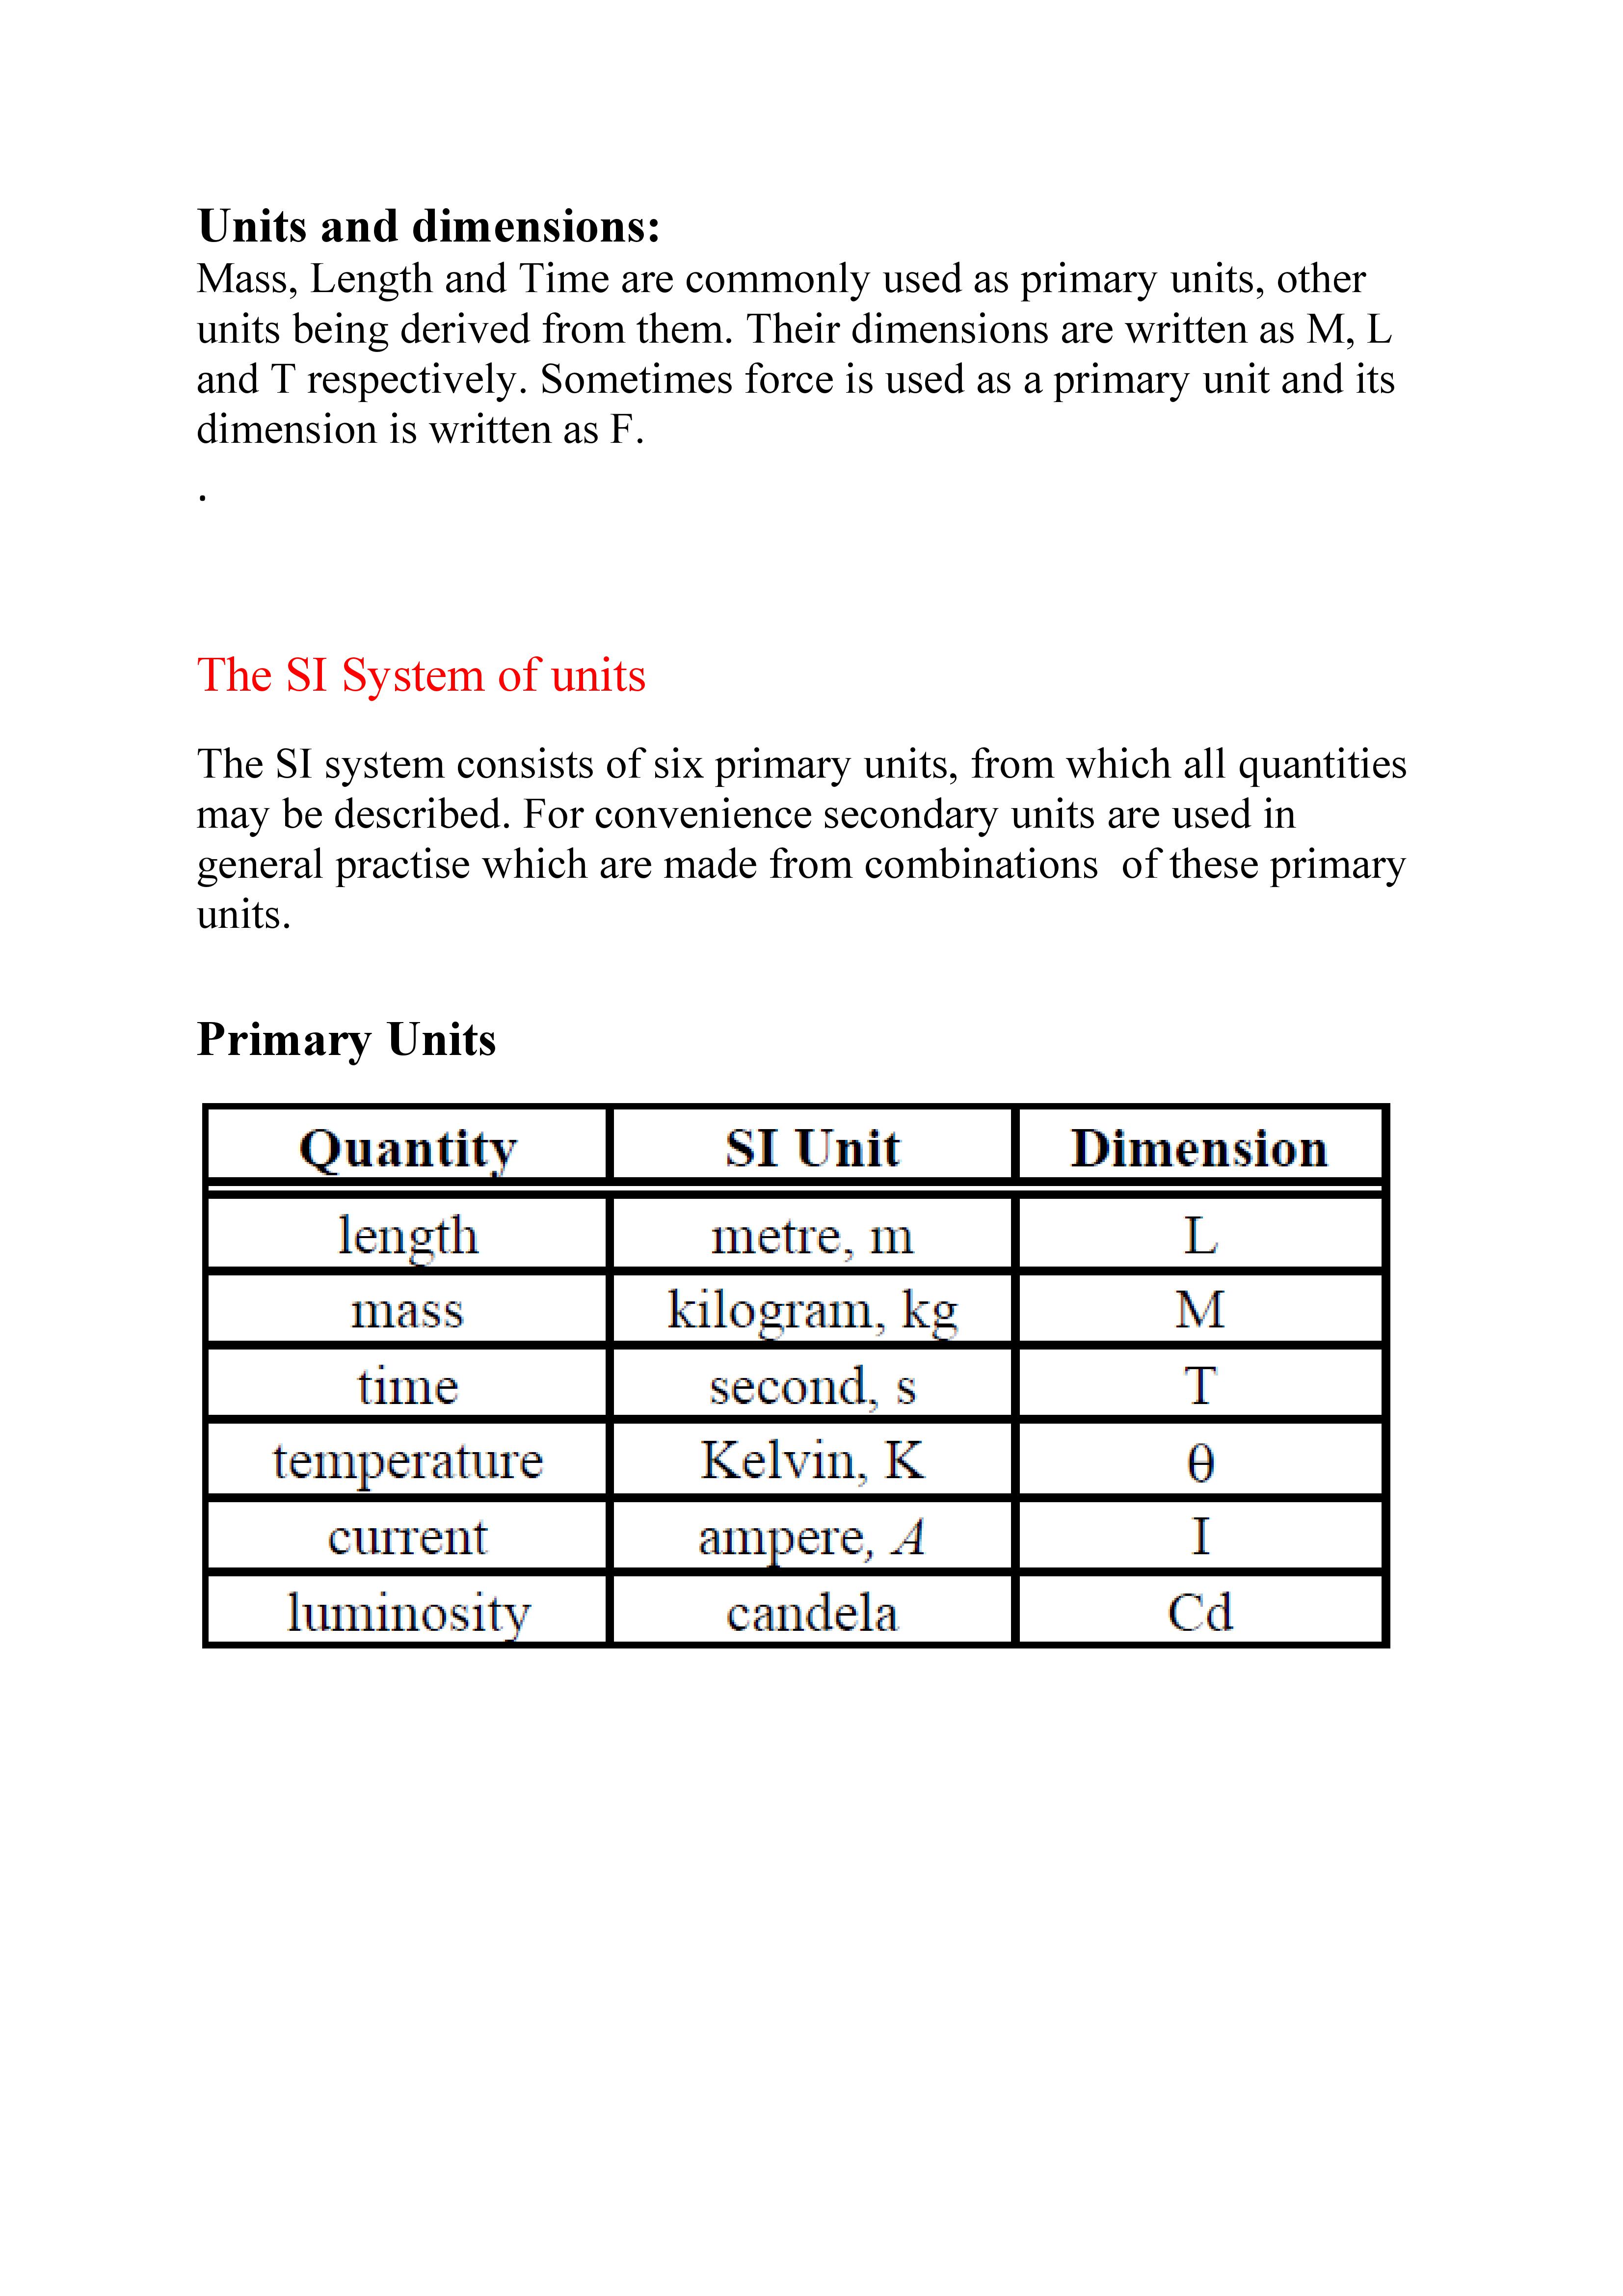 Units and dimensions:
Mass, Length and Time are commonly used as primary units, other
units being derived from them. Their dimensions are written as M, L
and T respectively. Sometimes force is used as a primary unit and its
dimension is written as F.
.
The SI System of units
The SI system consists of six primary units, from which all quantities
may be described. For convenience secondary units are used in
general practise which are made from combinations  of these primary
units.
Primary Units
Quantity SI Unit Dimension
length metre, m L
mass kilogram, kg M
time second, s T
temperature Kelvin, K θ
current ampere, A I
luminosity candela Cd